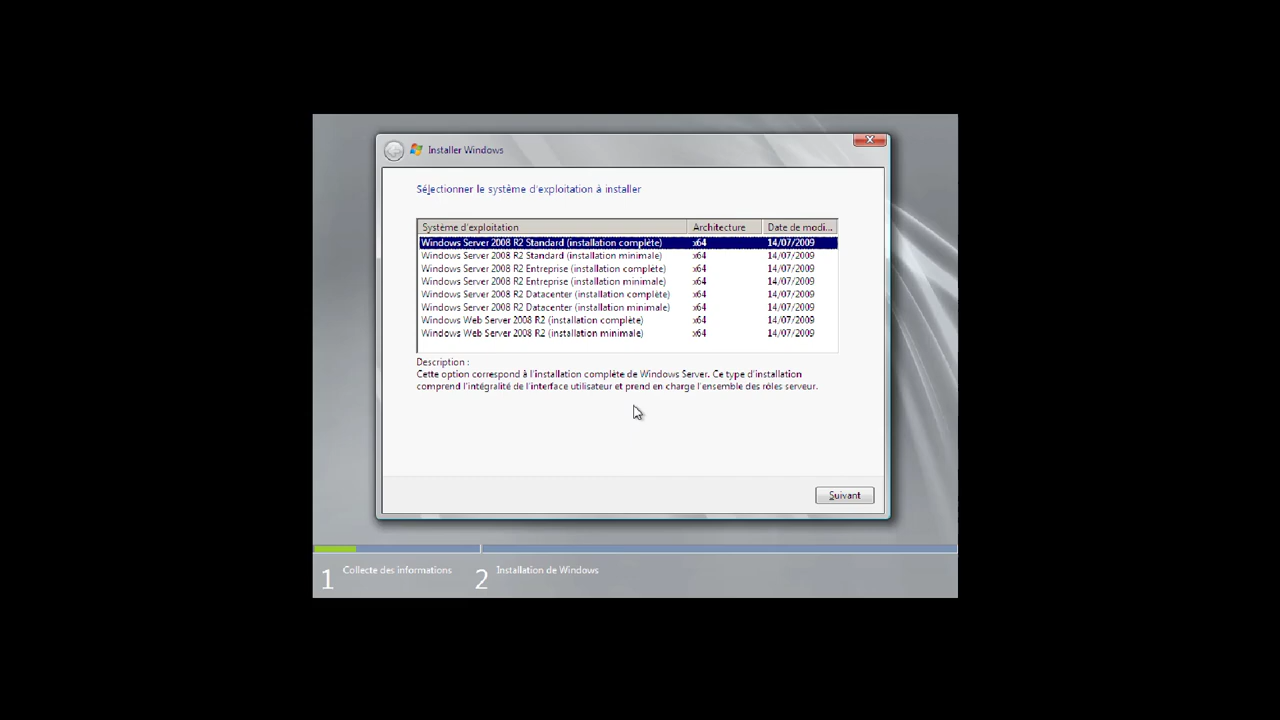 Installer Windows
Sélectionner le système d'exploitation à installer
Système d'exploitation Architecture Date de modi...
Windows Server 2008 R2 Standard (installation complète) x64 14/07/2009
Windows Server 2008 R2 Standard (installation minimale) x64 14/07/2009
Windows Server 2008 R2 Entreprise (installation complète) x64 14/07/2009
Windows Server 2008 R2 Entreprise (installation minimale) x64 14/07/2009
Windows Server 2008 R2 Datacenter (installation complète) x64 14/07/2009
Windows Server 2008 R2 Datacenter (installation minimale) x64 14/07/2009
Windows Web Server 2008 R2 (installation complète) x64 14/07/2009
Windows Web Server 2008 R2 (installation minimale) x64 14/07/2009
Description :
Cette option correspond à l'installation complète de Windows Server. Ce type d'installation
comprend l'intégralité de l'interface utilisateur et prend en charge l'ensemble des rôles serveur.
Suivant
1 Collecte des informations 2 Installation de Windows